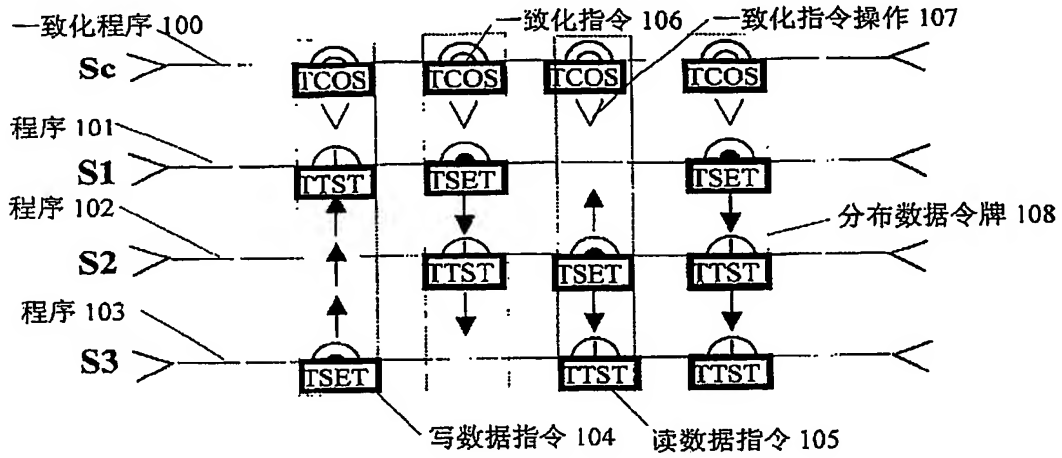 一致化程序 100
一致化指令 106
一致化指令操作 107
Sc TCOS TCOS TCOS TCOS
程序 101
S1 TTST TSET TSET
程序 102
分布数据令牌 108
S2 TTST TSET TTST
程序 103
S3 TSET TTST TTST
写数据指令 104
读数据指令 105